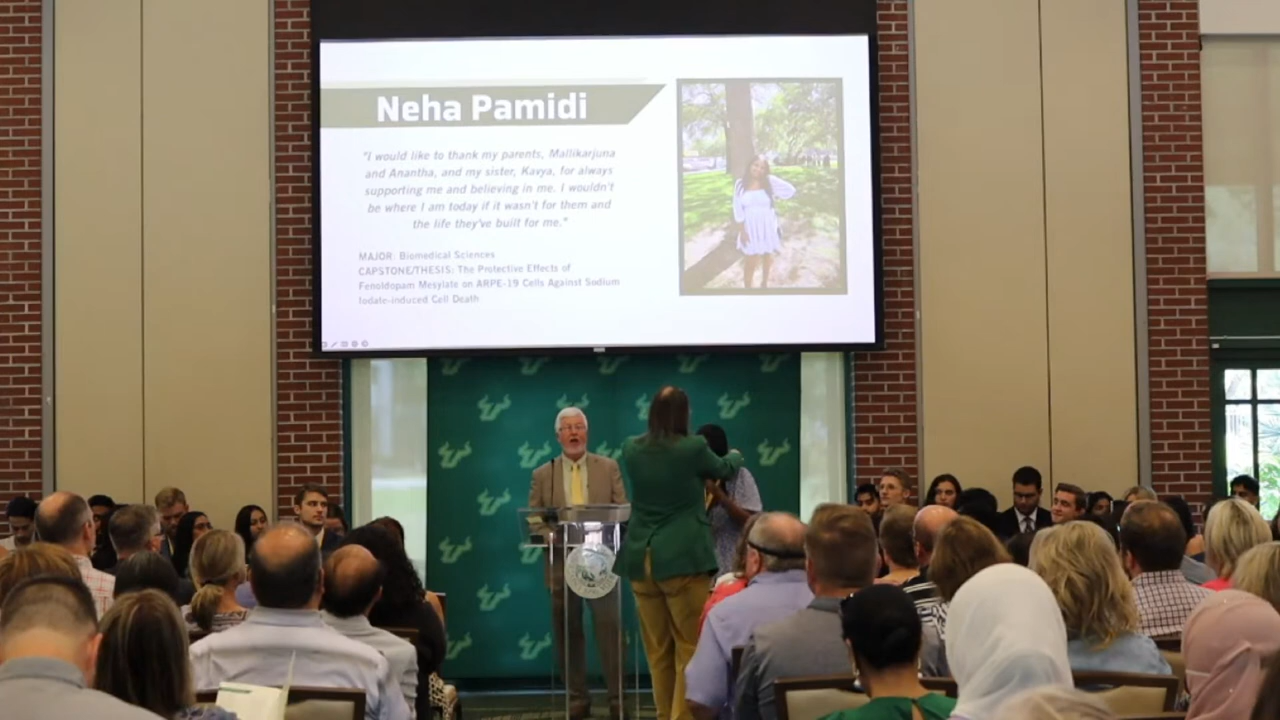 Neha Pamidi
"I would like to thank my parents, Mallikarjuna
and Anantha, and my sister, Kavya, for always
supporting me and believing in me. I wouldn't
be where I am today if it wasn't for them and
the life they've built for me."
MAJOR: Biomedical Sciences
CAPSTONE/THESIS: The Protective Effects of
Fenoldopam Mesylate on ARPE-19 Cells Against Sodium
Iodate-induced Cell Death